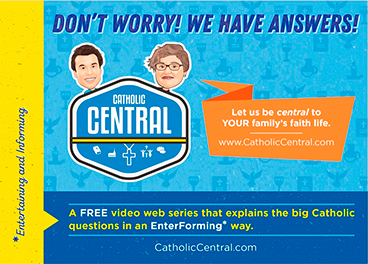 DON'T WORRY! WE HAVE ANSWERS!
CATHOLIC
CENTRAL
Let us be central to
YOUR family's faith life.
www.CatholicCentral.com
*Entertaining and Informing
A FREE video web series that explains the big Catholic
questions in an EnterForming* way.
CatholicCentral.com